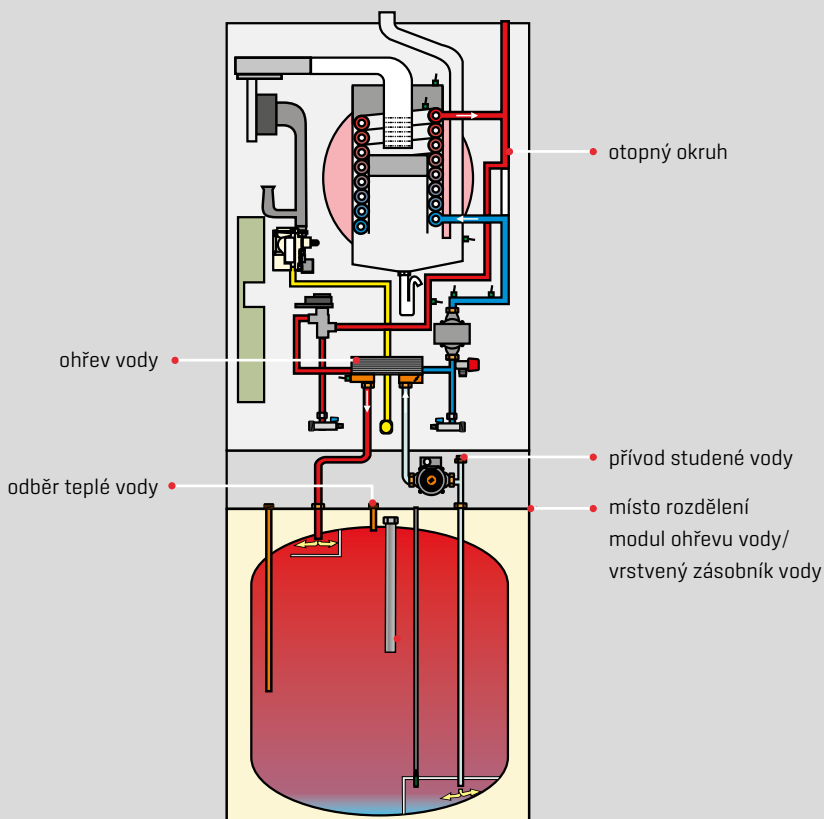 otopný okruh
ohřev vody
přívod studené vody
odběr teplé vody
místo rozdělení
modul ohřevu vody/
vrstvený zásobník vody